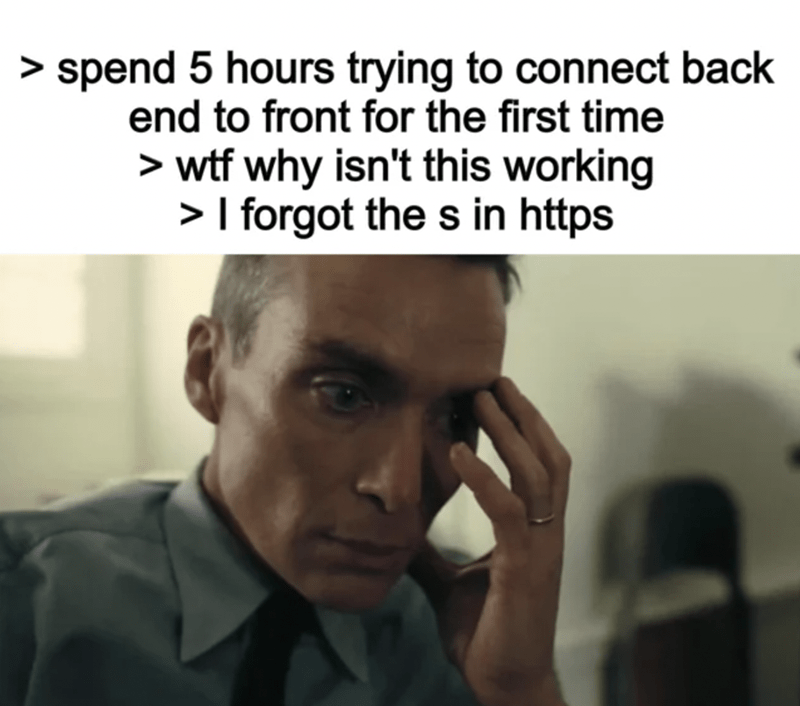 > spend 5 hours trying to connect back
end to front for the first time
> wtf why isn't this working
> I forgot the s in https